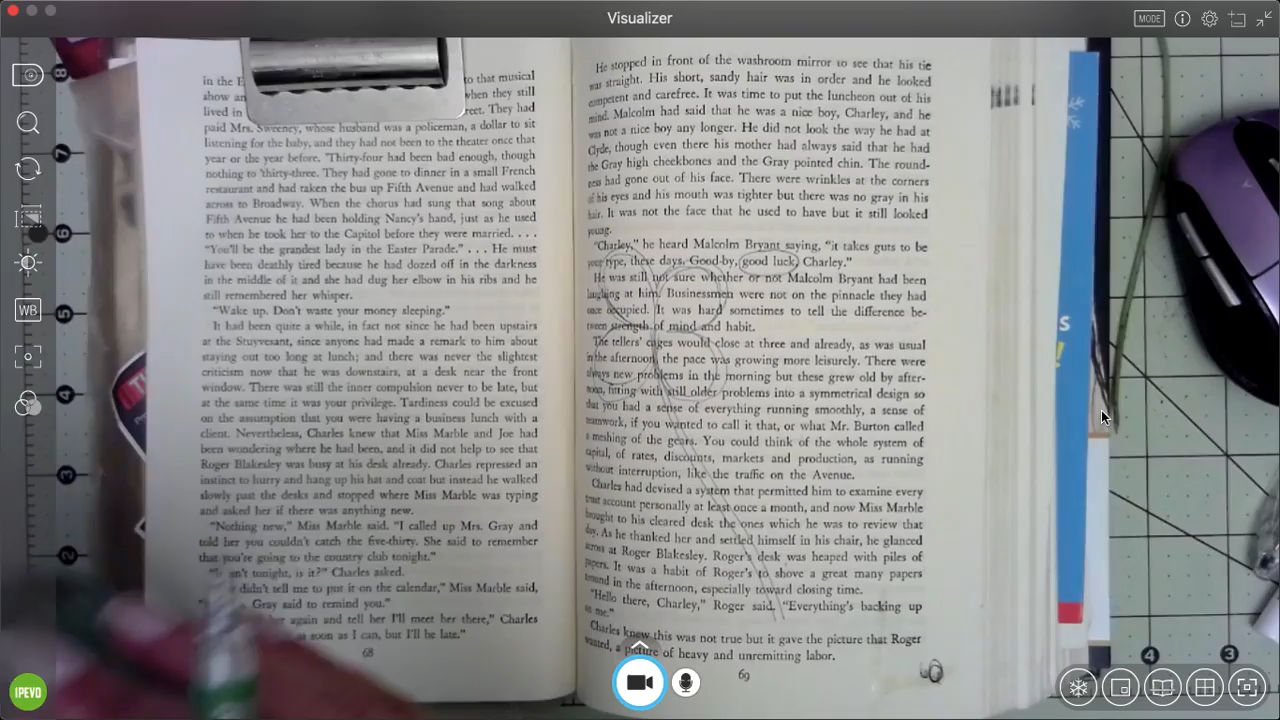 Visualizer
MODE
in the E to that musical
show an when they still
lived in reet. They had
paid Mrs. Sweeney, whose husband was a policeman, a dollar to sit
listening for the baby, and they had not been to the theater once that
year or the year before. 'Thirty-four had been bad enough, though
nothing to 'thirty-three. They had gone to dinner in a small French
restaurant and had taken the bus up Fifth Avenue and had walked
across to Broadway. When the chorus had sung that song about
Fifth Avenue he had been holding Nancy's hand, just as he used
to when he took her to the Capitol before they were married. . . .
"You'll be the grandest lady in the Easter Parade." . . . He must
have been deathly tired because he had dozed off in the darkness
in the middle of it and she had dug her elbow in his ribs and he
still remembered her whisper.
"Wake up. Don't waste your money sleeping."
It had been quite a while, in fact not since he had been upstairs
at the Stuyvesant, since anyone had made a remark to him about
staying out too long at lunch; and there was never the slightest
criticism now that he was downstairs, at a desk near the front
window. There was still the inner compulsion never to be late, but
at the same time it was your privilege. Tardiness could be excused
on the assumption that you were having a business lunch with a
client. Nevertheless, Charles knew that Miss Marble and Joe had
been wondering where he had been, and it did not help to see that
Roger Blakesley was busy at his desk already. Charles repressed an
instinct to hurry and hang up his hat and coat but instead he walked
slowly past the desks and stopped where Miss Marble was typing
and asked her if there was anything new.
"Nothing new," Miss Marble said. "I called up Mrs. Gray and
told her you couldn't catch the five-thirty. She said to remember
that you're going to the country club tonight."
tonight, is it?" Charles asked.
didn't tell me to put it on the calendar," Miss Marble said,
Gray said to remind you."
her again and tell her I'll meet her there," Charles
as soon as I can, but I'll be late."
68
He stopped in front of the washroom mirror to see that his tie
was straight. His short, sandy hair was in order and he looked
competent and carefree. It was time to put the luncheon out of his
mind. Malcolm had said that he was a nice boy, Charley, and he
was not a nice boy any longer. He did not look the way he had at
Clyde, though even there his mother had always said that he had
the Gray high cheekbones and the Gray pointed chin. The round-
ness had gone out of his face. There were wrinkles at the corners
of his eyes and his mouth was tighter but there was no gray in his
hair. It was not the face that he used to have but it still looked
young.
"Charley," he heard Malcolm Bryant saying, "it takes guts to be
your type, these days. Good-by, good luck, Charley."
He was still not sure whether or not Malcolm Bryant had been
laughing at him. Businessmen were not on the pinnacle they had
once occupied. It was hard sometimes to tell the difference be-
tween strength of mind and habit.
The tellers' cages would close at three and already, as was usual
in the afternoon, the pace was growing more leisurely. There were
always new problems in the morning but these grew old by after-
noon, fitting with still older problems into a symmetrical design so
that you had a sense of everything running smoothly, a sense of
teamwork, if you wanted to call it that, or what Mr. Burton called
a meshing of the gears. You could think of the whole system of
capital, of rates, discounts, markets and production, as running
without interruption, like the traffic on the Avenue.
Charles had devised a system that permitted him to examine every
trust account personally at least once a month, and now Miss Marble
brought to his cleared desk the ones which he was to review that
day. As he thanked her and settled himself in his chair, he glanced
across at Roger Blakesley. Roger's desk was heaped with piles of
papers. It was a habit of Roger's to shove a great many papers
around in the afternoon, especially toward closing time.
"Hello there, Charley," Roger said. "Everything's backing up
on me."
Charles knew this was not true but it gave the picture that Roger
wanted, a picture of heavy and unremitting labor.
69
8
7
6
5
4
3
2
4
3
S
!
WB
IPEVO